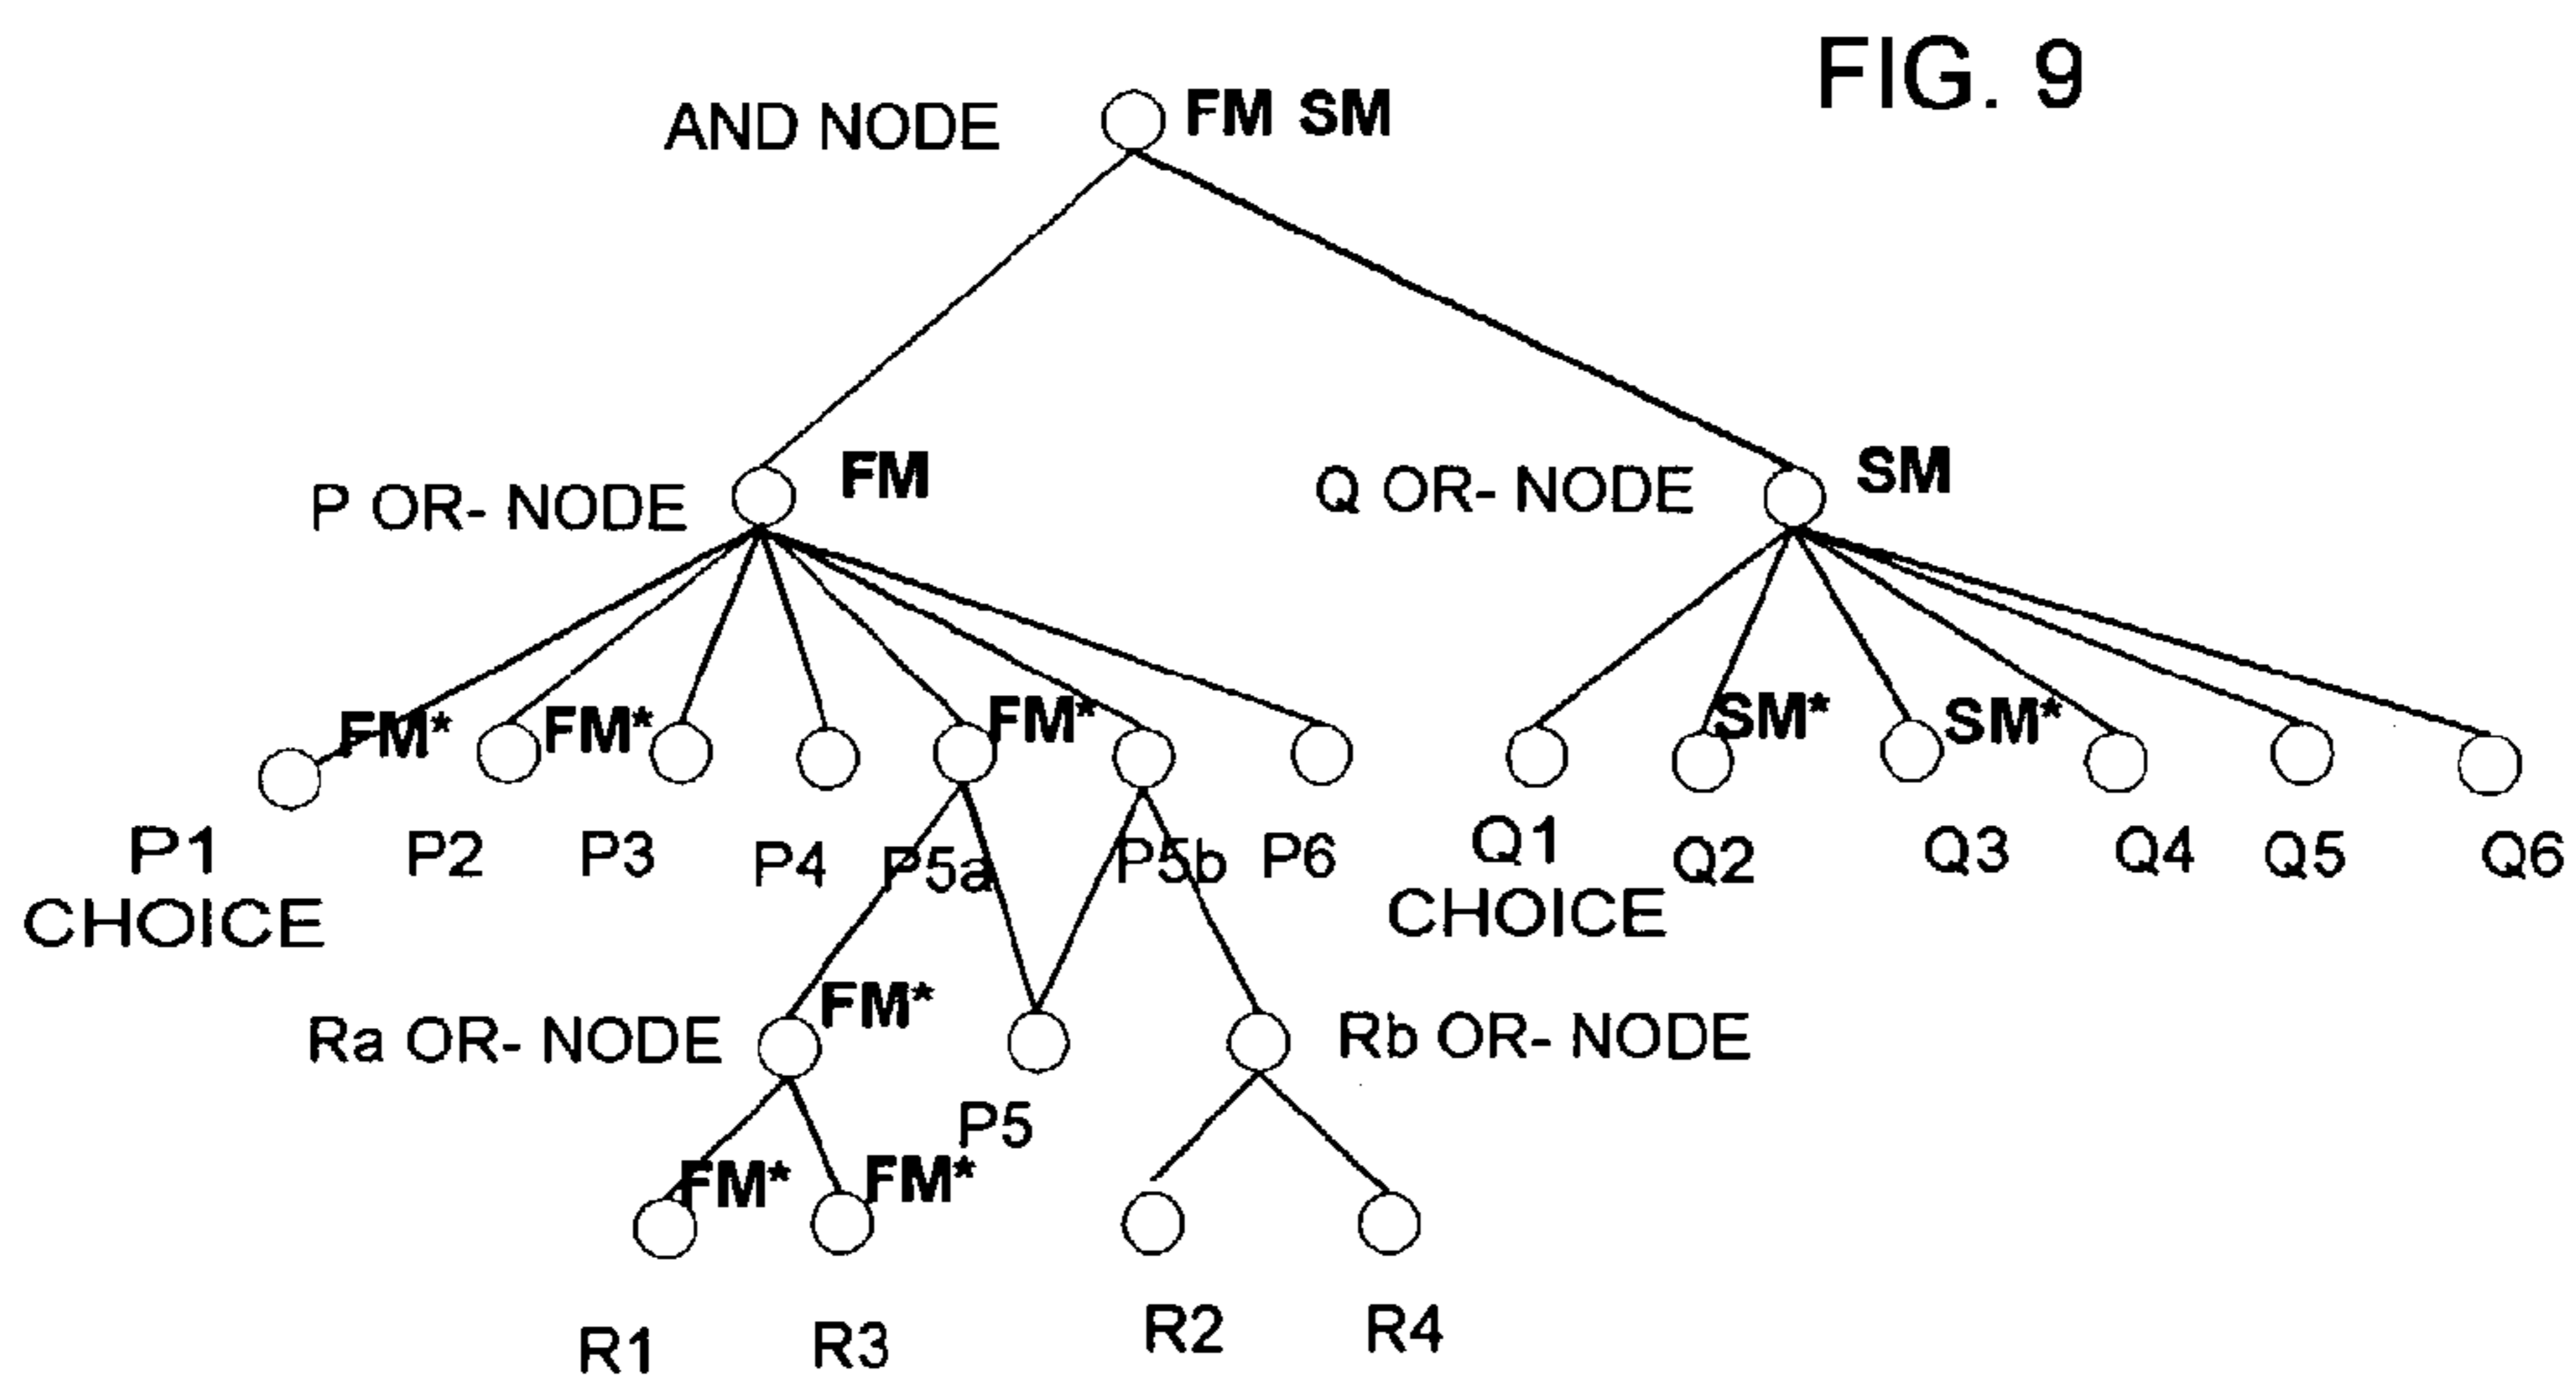 FIG. 9
AND NODE FM SM
P OR- NODE FM Q OR- NODE SM
FM* FM* FM* SM* SM*
P1 P2 P3 P4 P5a P5b P6 Q1 Q2 Q3 Q4 Q5 Q6
CHOICE CHOICE
FM*
Ra OR- NODE Rb OR- NODE
P5
FM* FM*
R1 R3 R2 R4